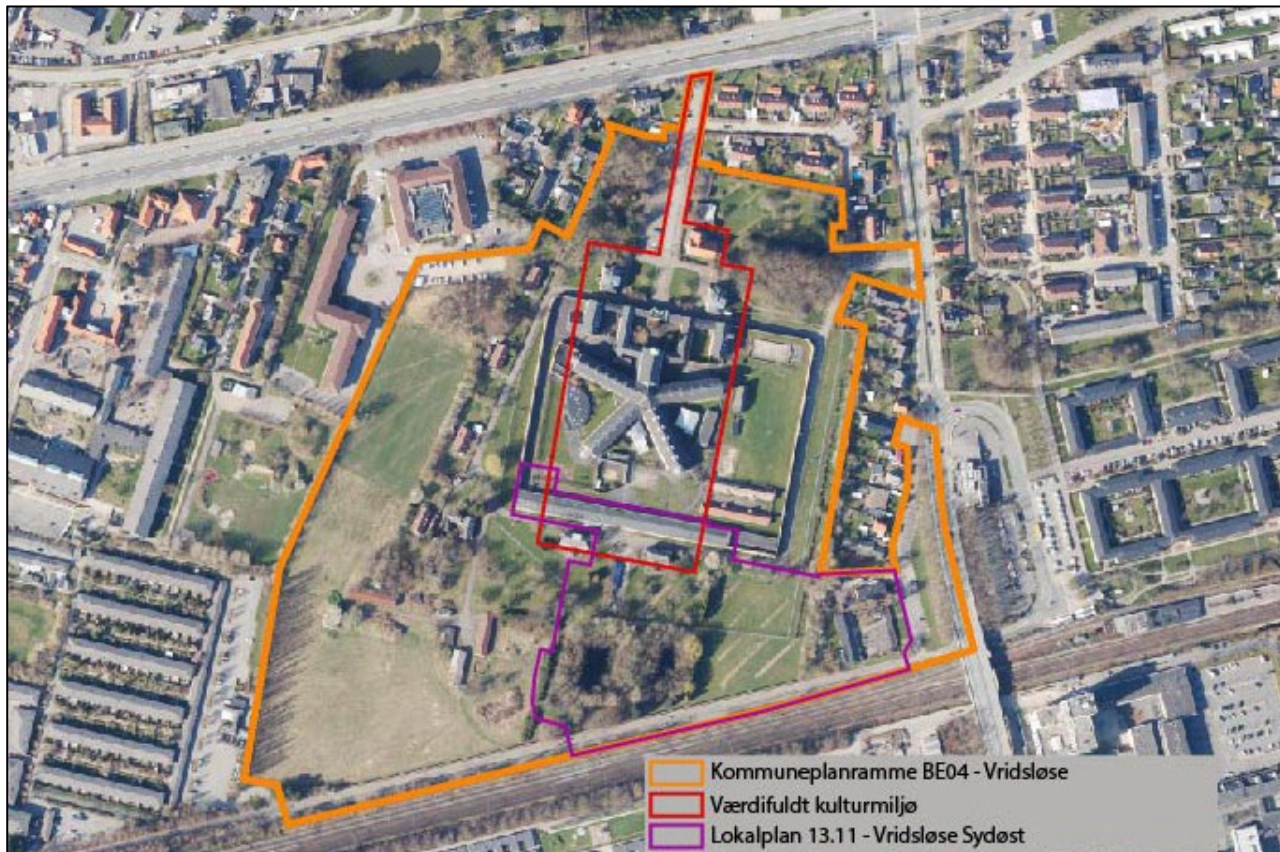 Kommuneplanramme BE04 - Vridsløse
Værdifuldt kulturmiljø
Lokalplan 13.11 - Vridsløse Sydøst